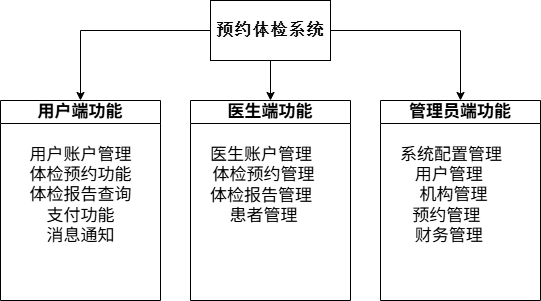 预约体检系统
用户端功能
用户账户管理
体检预约功能
体检报告查询
支付功能
消息通知
医生端功能
医生账户管理
体检预约管理
体检报告管理
患者管理
管理员端功能
系统配置管理
用户管理
机构管理
预约管理
财务管理